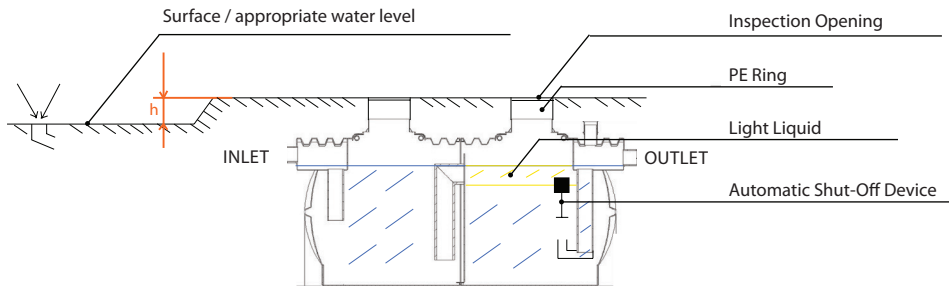 Surface / appropriate water level
Inspection Opening
PE Ring
h
Light Liquid
INLET
OUTLET
Automatic Shut-Off Device